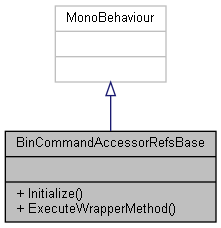 MonoBehaviour
BinCommandAccessorRefsBase
+ Initialize()
+ ExecuteWrapperMethod()